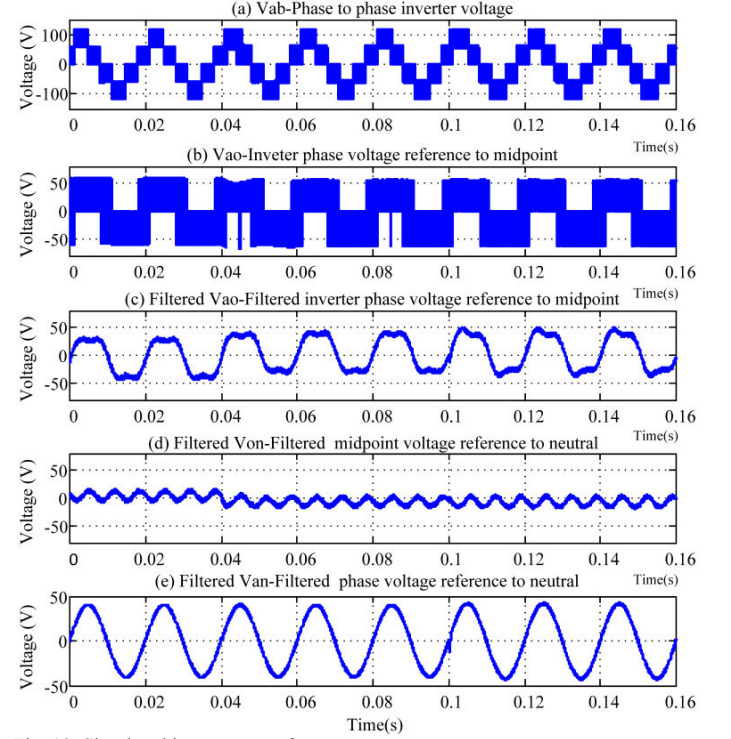 (a) Vab-Phase to phase inverter voltage
Voltage (V)
100
0
-100
0 0.02 0.04 0.06 0.08 0.1 0.12 0.14 0.16
Time(s)
(b) Vao-Inveter phase voltage reference to midpoint
Voltage (V)
50
0
-50
0 0.02 0.04 0.06 0.08 0.1 0.12 0.14 0.16
Time(s)
(c) Filtered Vao-Filtered inverter phase voltage reference to midpoint
Voltage (V)
50
0
-50
0 0.02 0.04 0.06 0.08 0.1 0.12 0.14 0.16
Time(s)
(d) Filtered Von-Filtered midpoint voltage reference to neutral
Voltage (V)
50
0
-50
0 0.02 0.04 0.06 0.08 0.1 0.12 0.14 0.16
Time(s)
(e) Filtered Van-Filtered phase voltage reference to neutral
Voltage (V)
50
0
-50
0 0.02 0.04 0.06 0.08 0.1 0.12 0.14 0.16
Time(s)